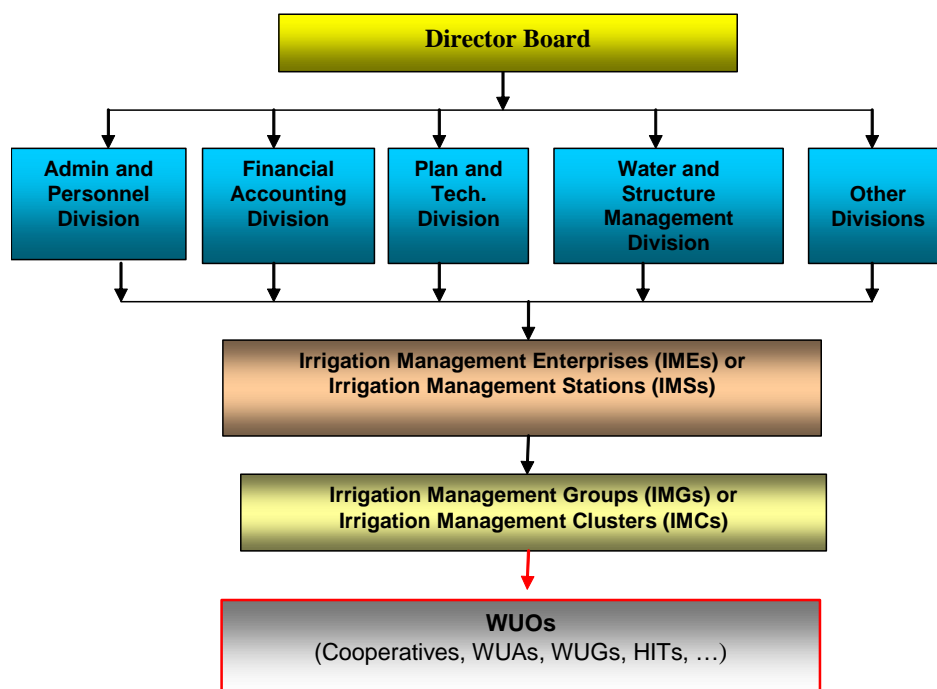 Director Board
Admin and
Personnel
Division
Financial
Accounting
Division
Plan and
Tech.
Division
Water and
Structure
Management
Division
Other
Divisions
Irrigation Management Enterprises (IMEs) or
Irrigation Management Stations (IMSs)
Irrigation Management Groups (IMGs) or
Irrigation Management Clusters (IMCs)
WUOs
(Cooperatives, WUAs, WUGs, HITs, …)